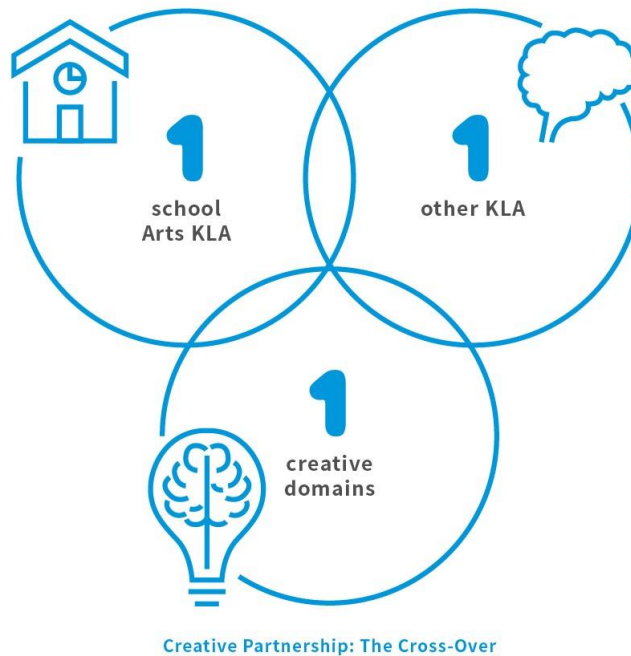 1
school
Arts KLA
1
other KLA
1
creative
domains
Creative Partnership: The Cross-Over